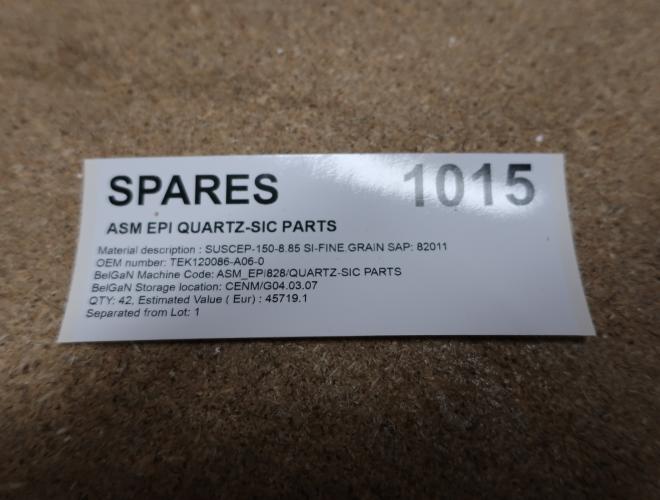 SPARES 1015
ASM EPI QUARTZ-SIC PARTS
Material description : SUSCEP-150-8.85 SI-FINE.GRAIN SAP: 82011
OEM number: TEK120086-A06-0
BelGaN Machine Code: ASM_EPI828/QUARTZ-SIC PARTS
BelGaN Storage location: CENM/G04.03.07
QTY: 42, Estimated Value ( Eur) : 45719.1
Separated from Lot: 1